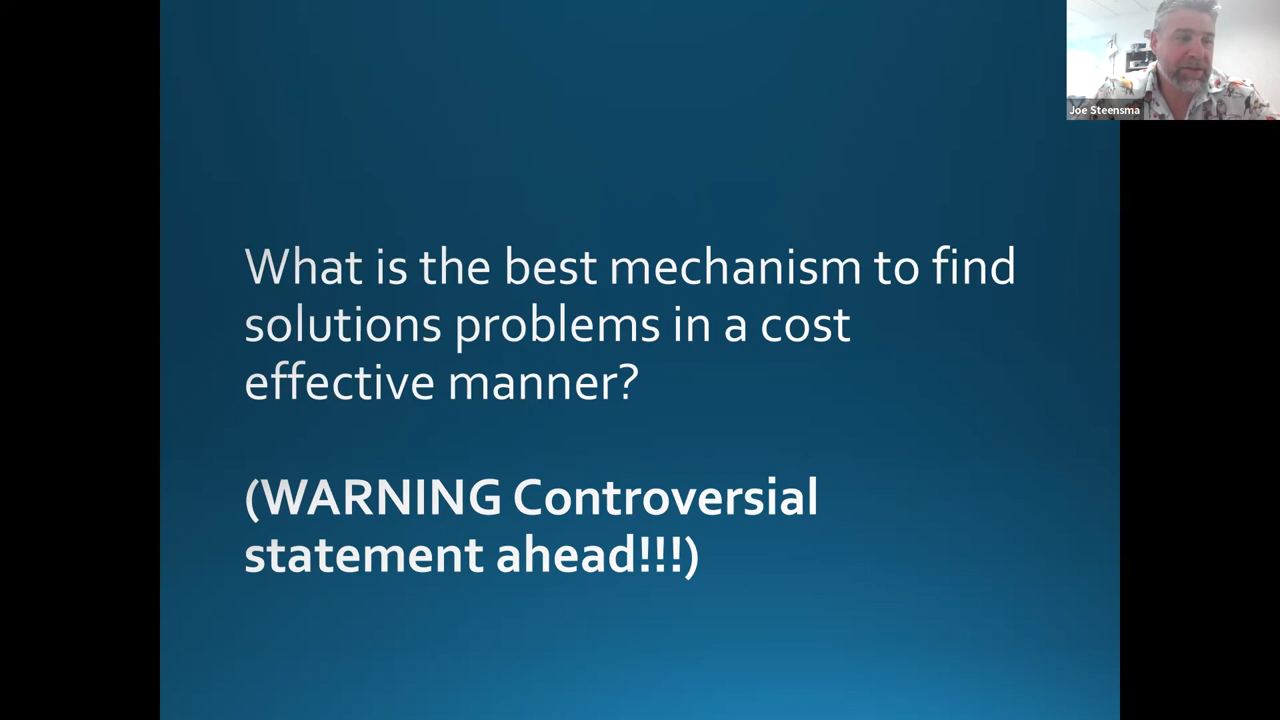 Joe Steensma
What is the best mechanism to find
solutions problems in a cost
effective manner?
(WARNING Controversial
statement ahead!!!)